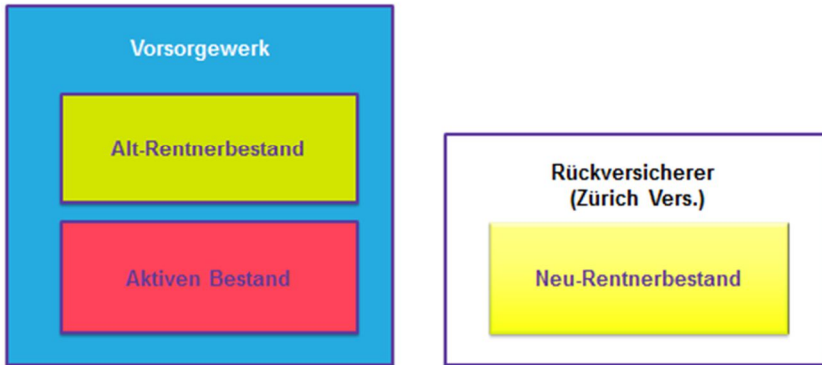 Vorsorgewerk
Alt-Rentnerbestand
Aktiven Bestand
Rückversicherer
(Zürich Vers.)
Neu-Rentnerbestand